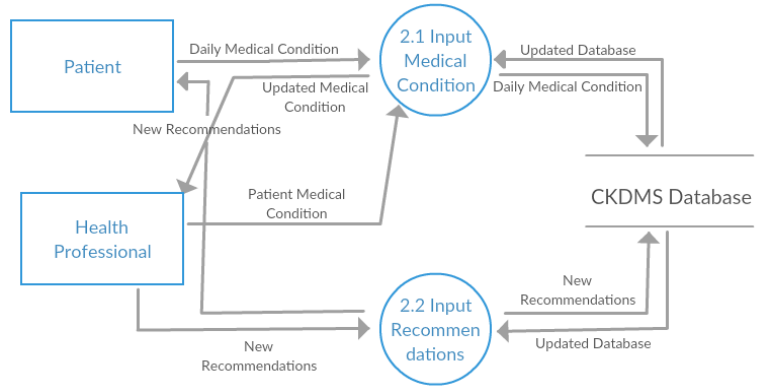 Patient
Daily Medical Condition
2.1 Input
Medical
Condition
Updated Database
Updated Medical
Condition
Daily Medical Condition
New Recommendations
Patient Medical
Condition
Health
Professional
CKDMS Database
2.2 Input
Recommen
dations
New
Recommendations
New
Recommendations
Updated Database